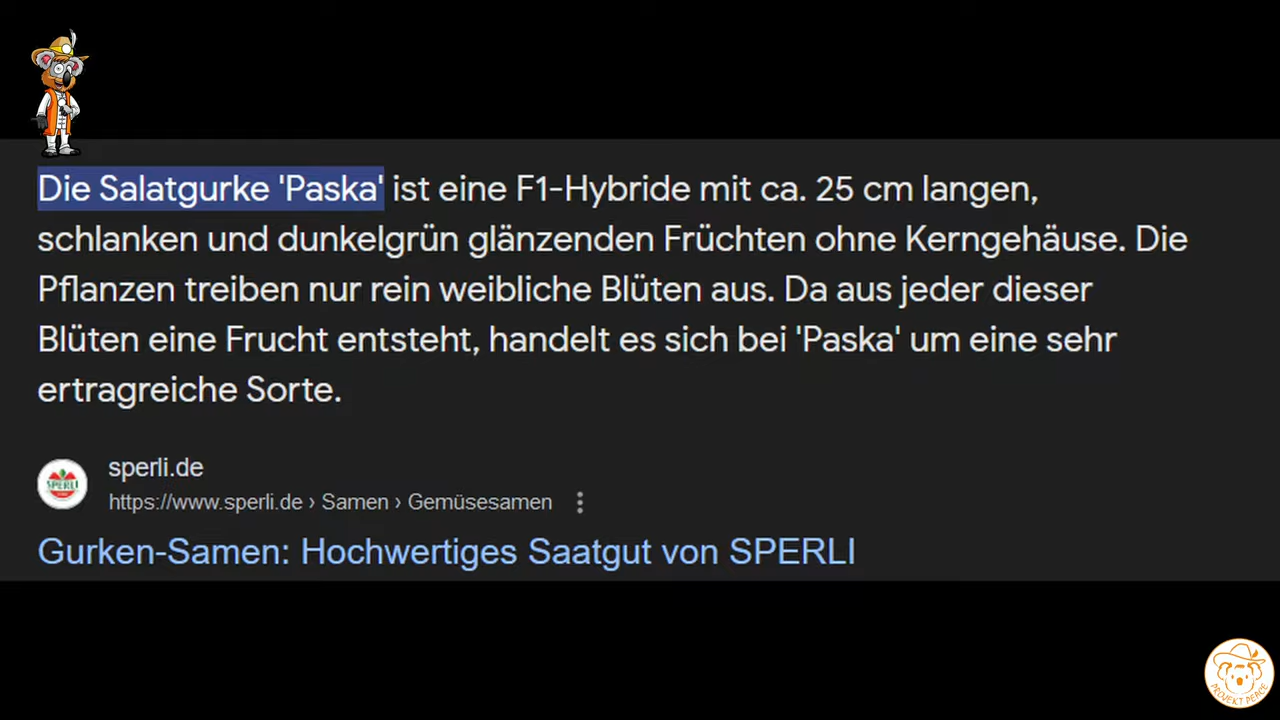 Die Salatgurke 'Paska' ist eine F1-Hybride mit ca. 25 cm langen,
schlanken und dunkelgrün glänzenden Früchten ohne Kerngehäuse. Die
Pflanzen treiben nur rein weibliche Blüten aus. Da aus jeder dieser
Blüten eine Frucht entsteht, handelt es sich bei 'Paska' um eine sehr
ertragreiche Sorte.
SPERLI
sperli.de
https://www.sperli.de › Samen › Gemüsesamen
Gurken-Samen: Hochwertiges Saatgut von SPERLI
PROJEKT PEACE